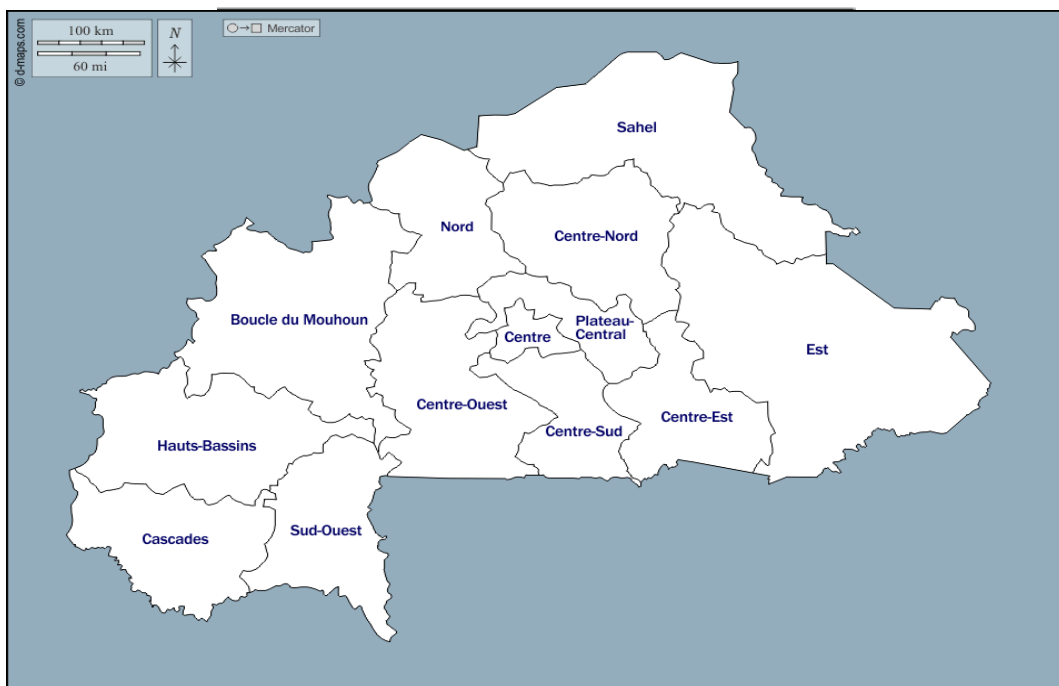 100 km
60 mi
N
Mercator
© d-maps.com
Sahel
Nord
Centre-Nord
Boucle du Mouhoun
Plateau-
Central
Centre
Est
Centre-Ouest
Centre-Est
Centre-Sud
Hauts-Bassins
Sud-Ouest
Cascades